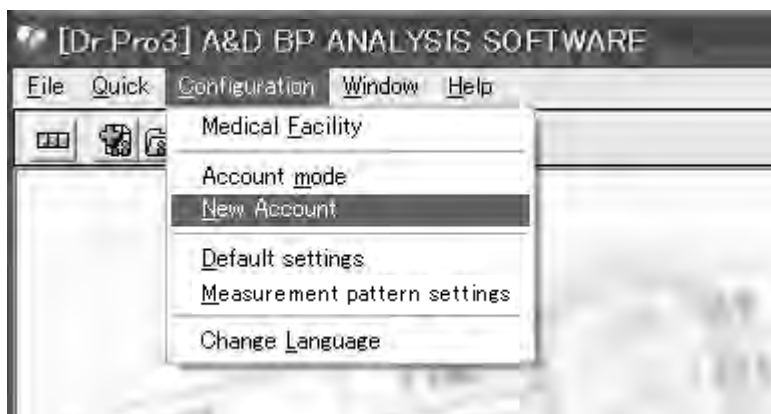 [Dr.Pro3] A&D BP ANALYSIS SOFTWARE
File Quick Configuration Window Help
Medical Facility
Account mode
New Account
Default settings
Measurement pattern settings
Change Language